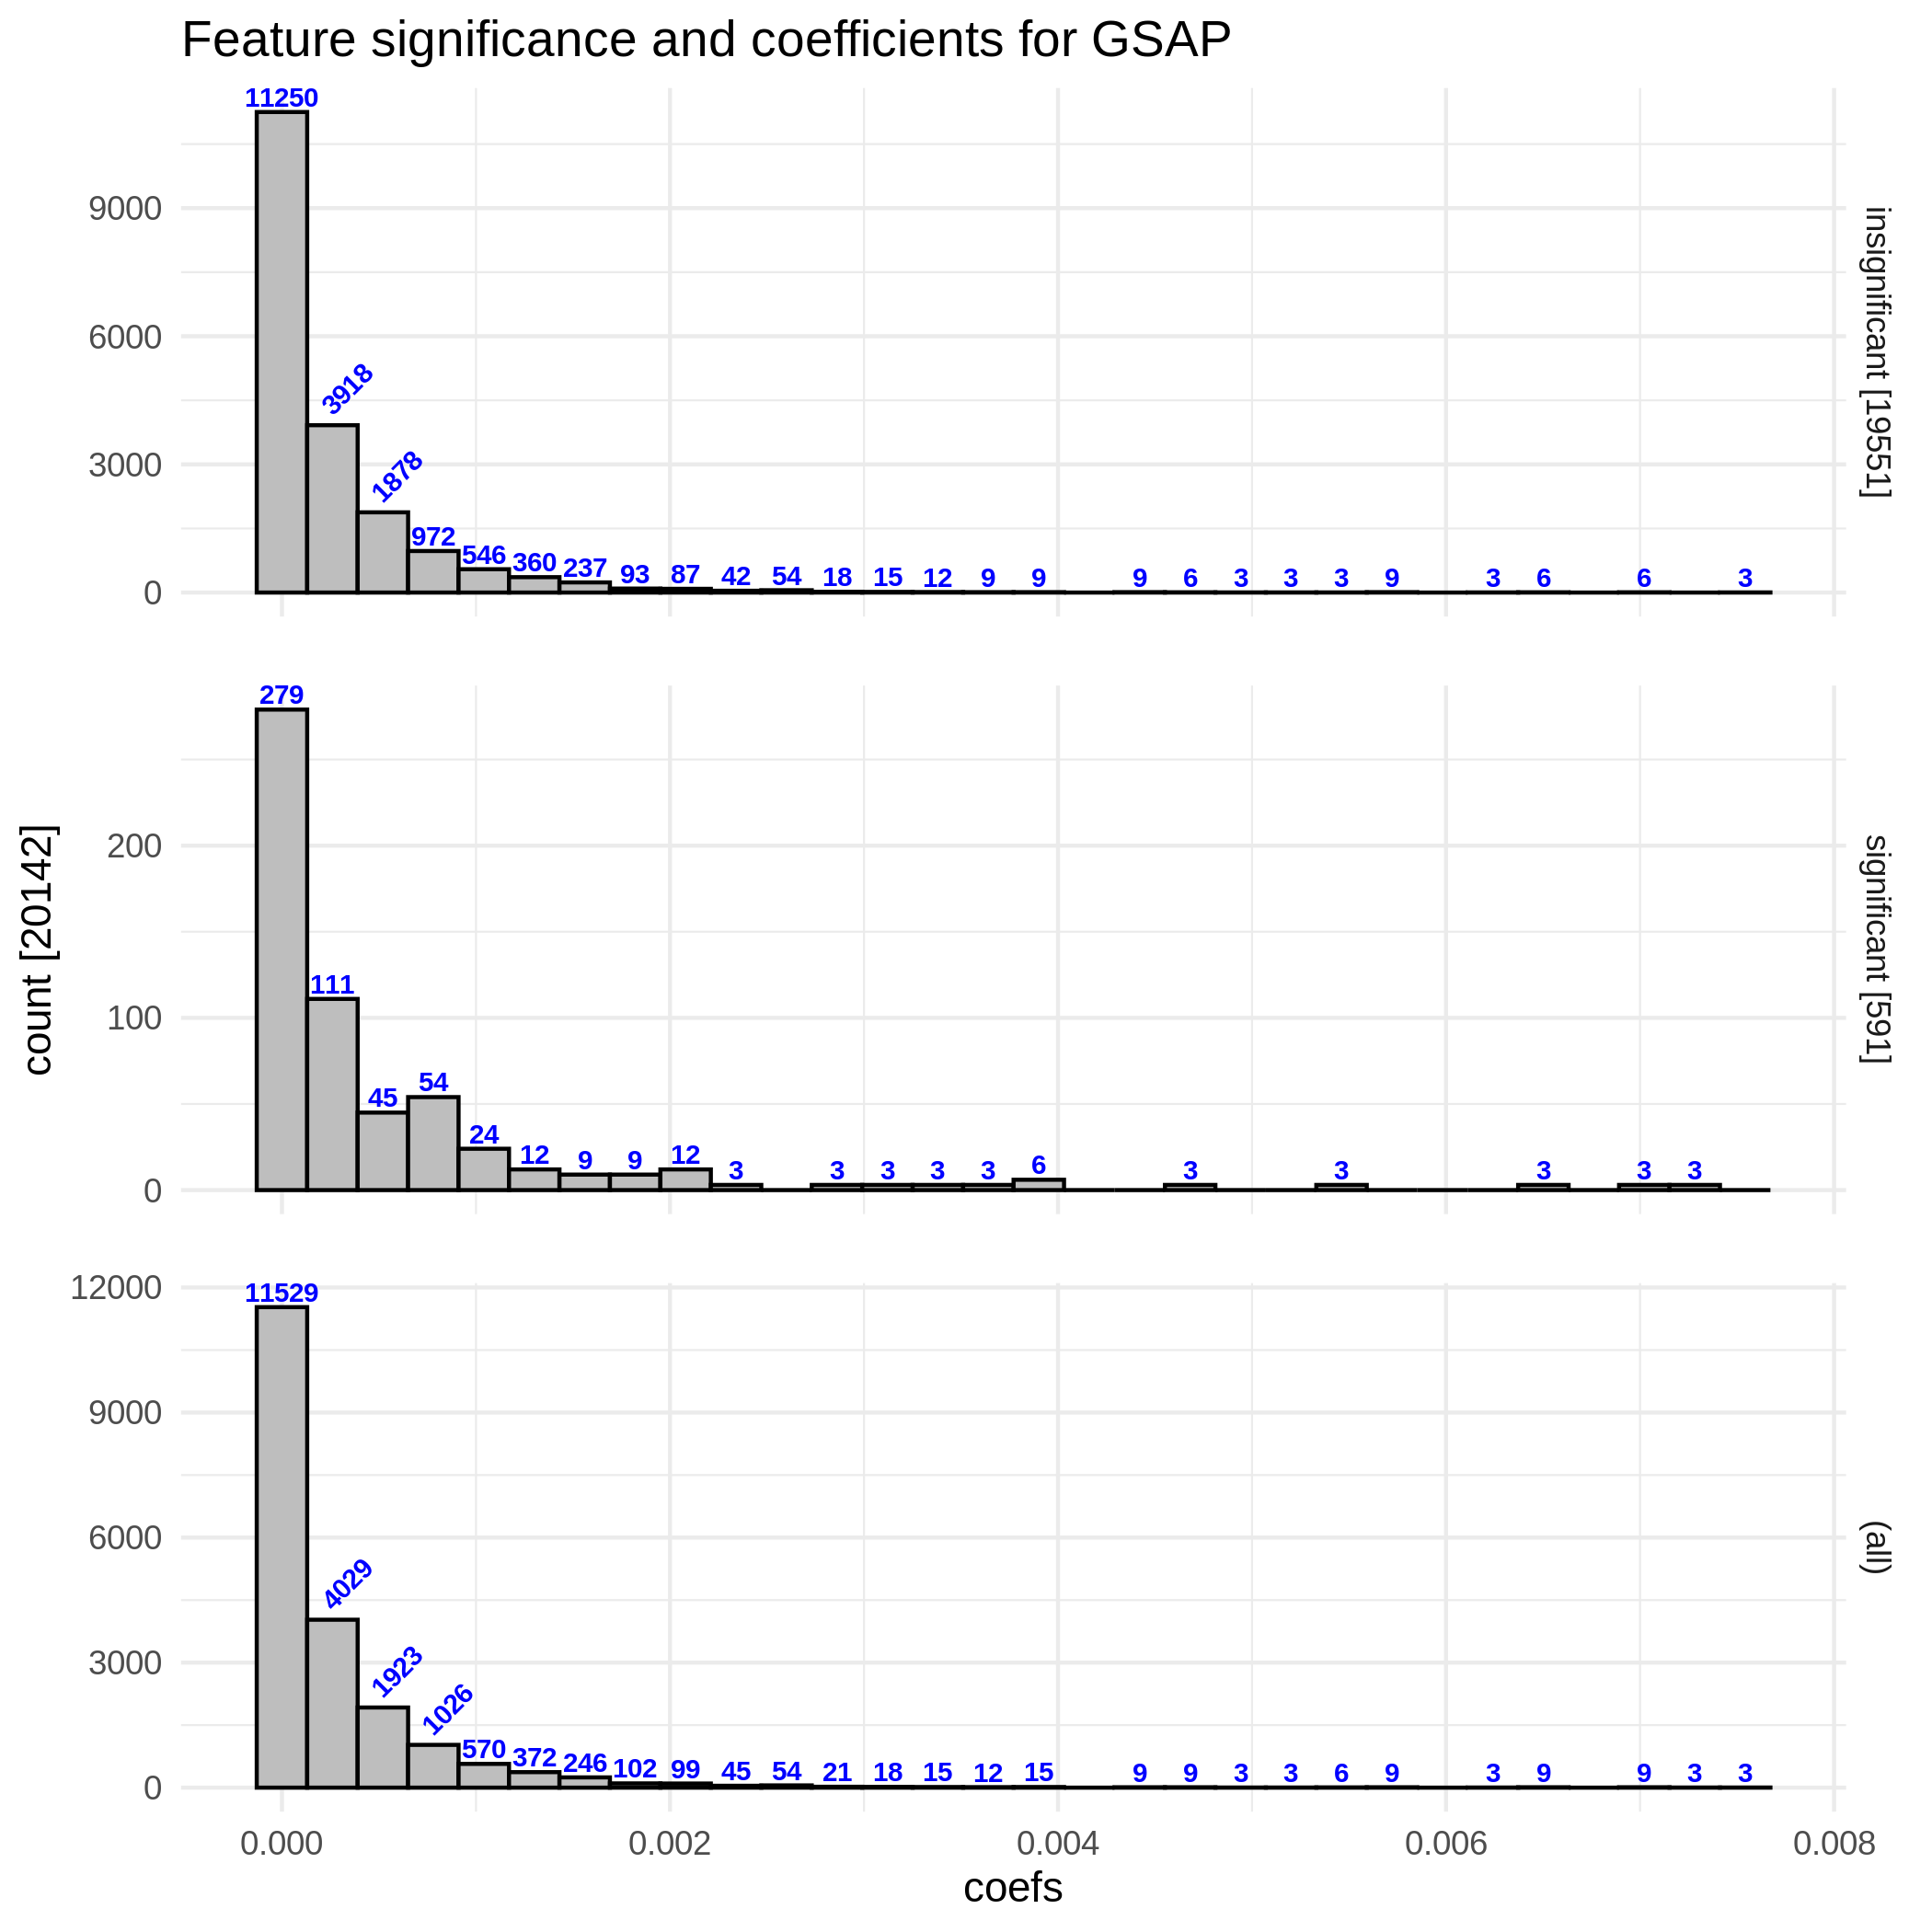 Feature significance and coefficients for GSAP
11250
9000
6000
3000
0
3918
1878
972 546 360 237 93 87 42 54 18 15 12 9 9 9 6 3 3 3 9 3 6 6 3
insignificant [19551]
279
200
100
0
111
45 54 24 12 9 9 12 3 3 3 3 3 6 3 3 3 3 3
significant [591]
count [20142]
12000
11529
9000
6000
3000
0
4029
1923
1026
570 372 246 102 99 45 54 21 18 15 12 15 9 9 3 3 6 9 3 9 9 3 3
(all)
0.000 0.002 0.004 0.006 0.008
coefs